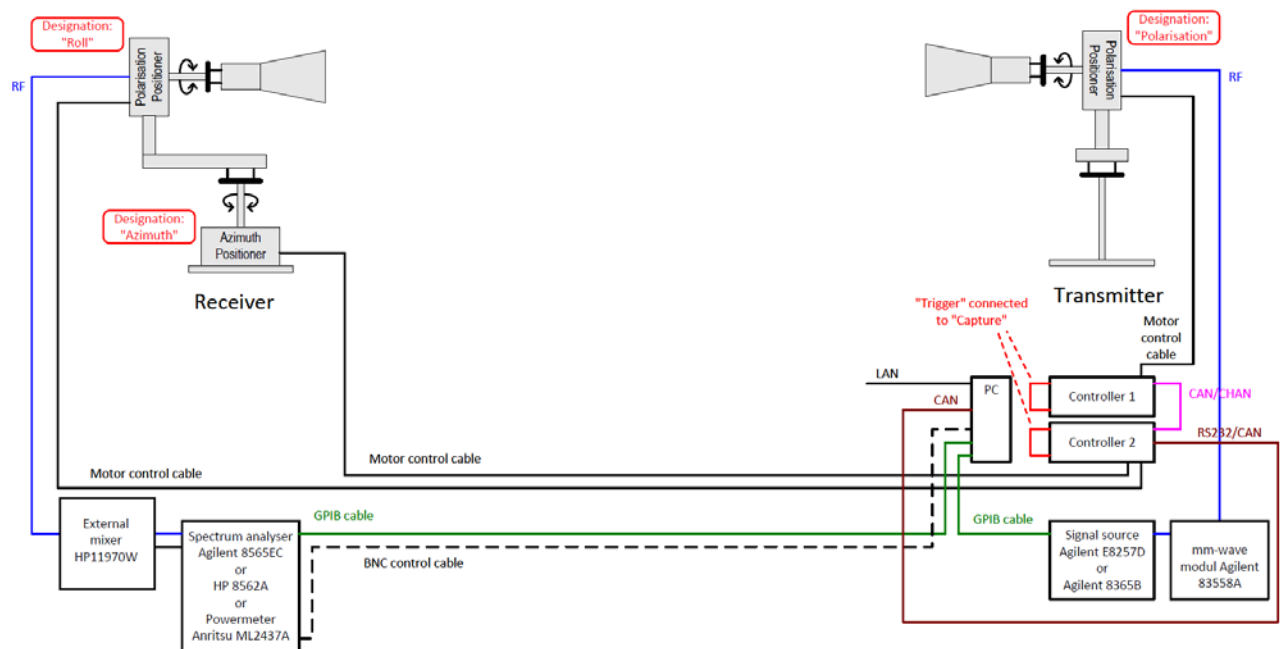 Designation:
"Roll"
Designation:
"Polarisation"
RF
Polarisation
Positioner
Polarisation
Positioner
RF
Designation:
"Azimuth"
Azimuth
Positioner
Receiver
Transmitter
"Trigger" connected
to "Capture"
Motor
control
cable
LAN
PC
CAN
Controller 1
CAN/CHAN
Controller 2
RS232/CAN
Motor control cable
Motor control cable
External
mixer
HP11970W
GPIB cable
Spectrum analyser
Agilent 8565EC
or
HP 8562A
or
Powermeter
Anritsu ML2437A
BNC control cable
GPIB cable
Signal source
Agilent E8257D
or
Agilent 8365B
mm-wave
modul Agilent
83558A